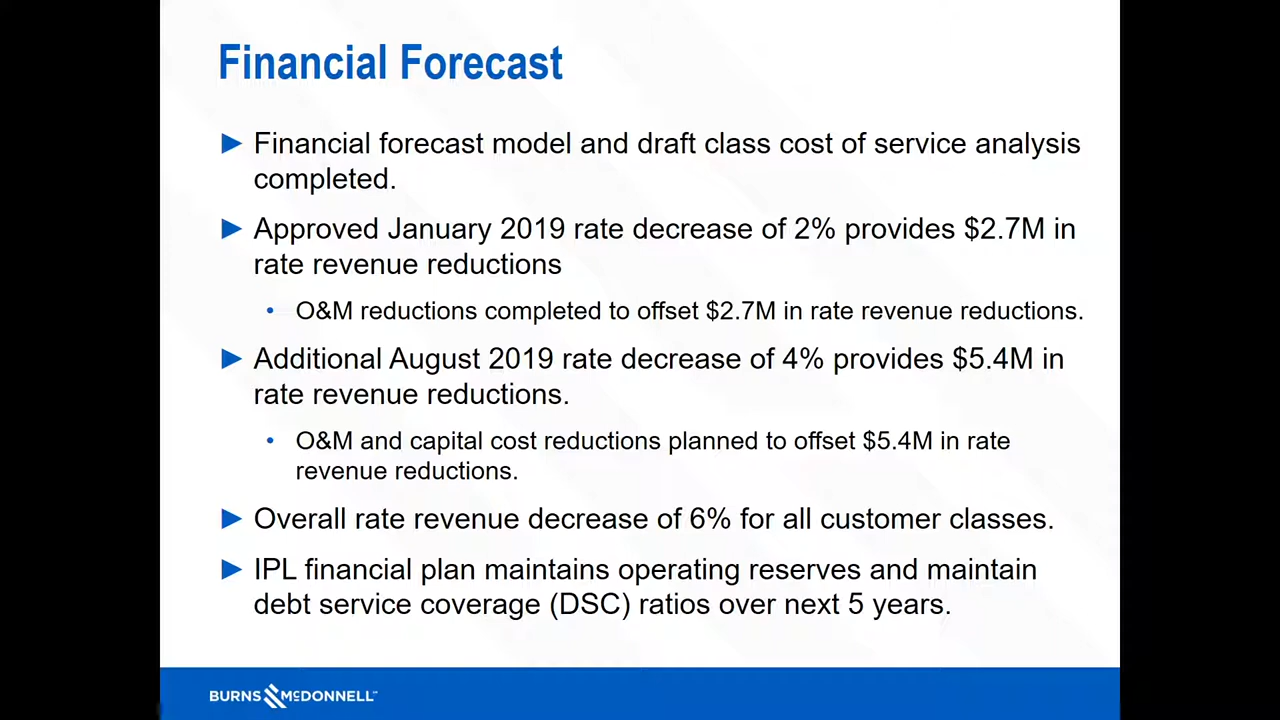 Financial Forecast
► Financial forecast model and draft class cost of service analysis
completed.
► Approved January 2019 rate decrease of 2% provides $2.7M in
rate revenue reductions
• O&M reductions completed to offset $2.7M in rate revenue reductions.
► Additional August 2019 rate decrease of 4% provides $5.4M in
rate revenue reductions.
• O&M and capital cost reductions planned to offset $5.4M in rate
revenue reductions.
► Overall rate revenue decrease of 6% for all customer classes.
► IPL financial plan maintains operating reserves and maintain
debt service coverage (DSC) ratios over next 5 years.
BURNS McDONNELL